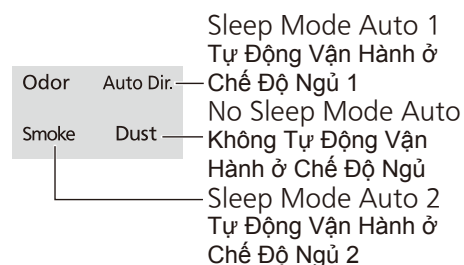 Sleep Mode Auto 1
Tự Động Vận Hành ở
Chế Độ Ngủ 1
Odor Auto Dir.
No Sleep Mode Auto
Không Tự Động Vận
Hành ở Chế Độ Ngủ
Smoke Dust
Sleep Mode Auto 2
Tự Động Vận Hành ở
Chế Độ Ngủ 2